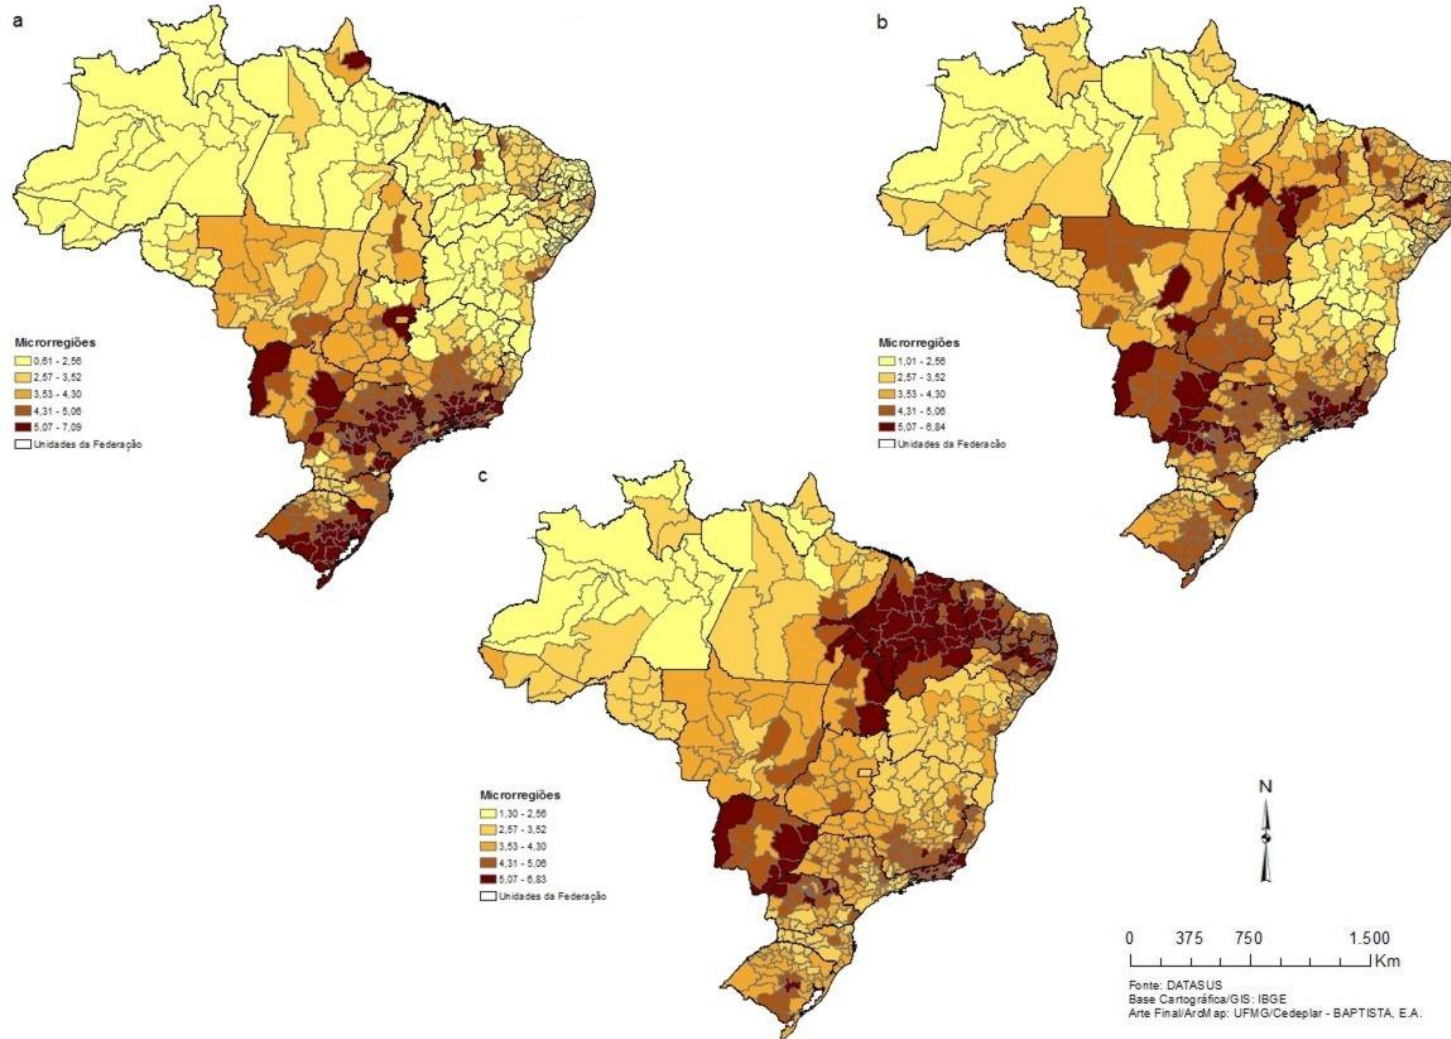 a
b
Microrregiões
0,61 - 2,56
2,57 - 3,52
3,53 - 4,30
4,31 - 5,06
5,07 - 7,09
Unidades da Federação
Microrregiões
1,01 - 2,56
2,57 - 3,52
3,53 - 4,30
4,31 - 5,06
5,07 - 6,84
Unidades da Federação
c
Microrregiões
1,30 - 2,56
2,57 - 3,52
3,53 - 4,30
4,31 - 5,06
5,07 - 6,83
Unidades da Federação
N
0 375 750 1.500
Km
Fonte: DATASUS
Base Cartográfica/GIS: IBGE
Arte Final/ArcMap: UFMG/Cedeplar - BAPTISTA, E.A.